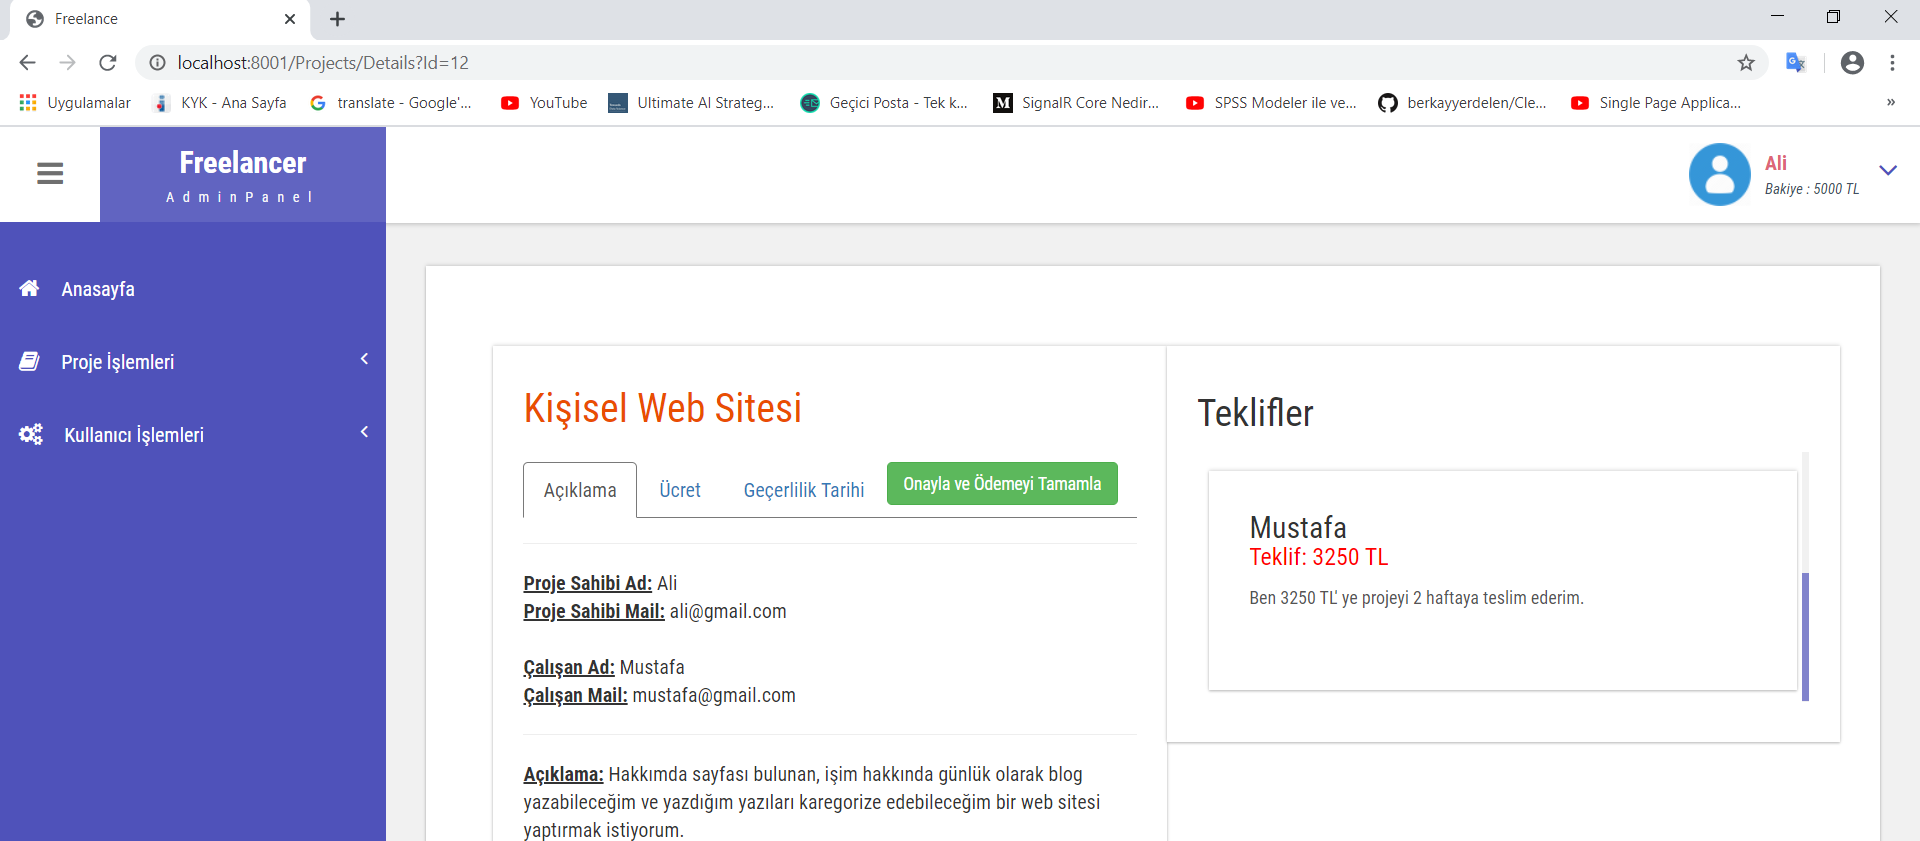 Freelance
localhost:8001/Projects/Details?Id=12
Uygulamalar
KYK - Ana Sayfa
translate - Google'...
YouTube
Ultimate AI Strateg...
Geçici Posta - Tek k...
SignalR Core Nedir...
SPSS Modeler ile ve...
berkayyerdelen/Cle...
Single Page Applica...
»
Freelancer
AdminPanel
Ali
Bakiye : 5000 TL
Anasayfa
Proje İşlemleri
Kullanıcı İşlemleri
Kişisel Web Sitesi
Açıklama
Ücret
Geçerlilik Tarihi
Onayla ve Ödemeyi Tamamla
Proje Sahibi Ad: Ali
Proje Sahibi Mail: ali@gmail.com
Çalışan Ad: Mustafa
Çalışan Mail: mustafa@gmail.com
Açıklama: Hakkımda sayfası bulunan, işim hakkında günlük olarak blog
yazabileceğim ve yazdığım yazıları karegorize edebileceğim bir web sitesi
yaptırmak istiyorum.
Teklifler
Mustafa
Teklif: 3250 TL
Ben 3250 TL' ye projeyi 2 haftaya teslim ederim.